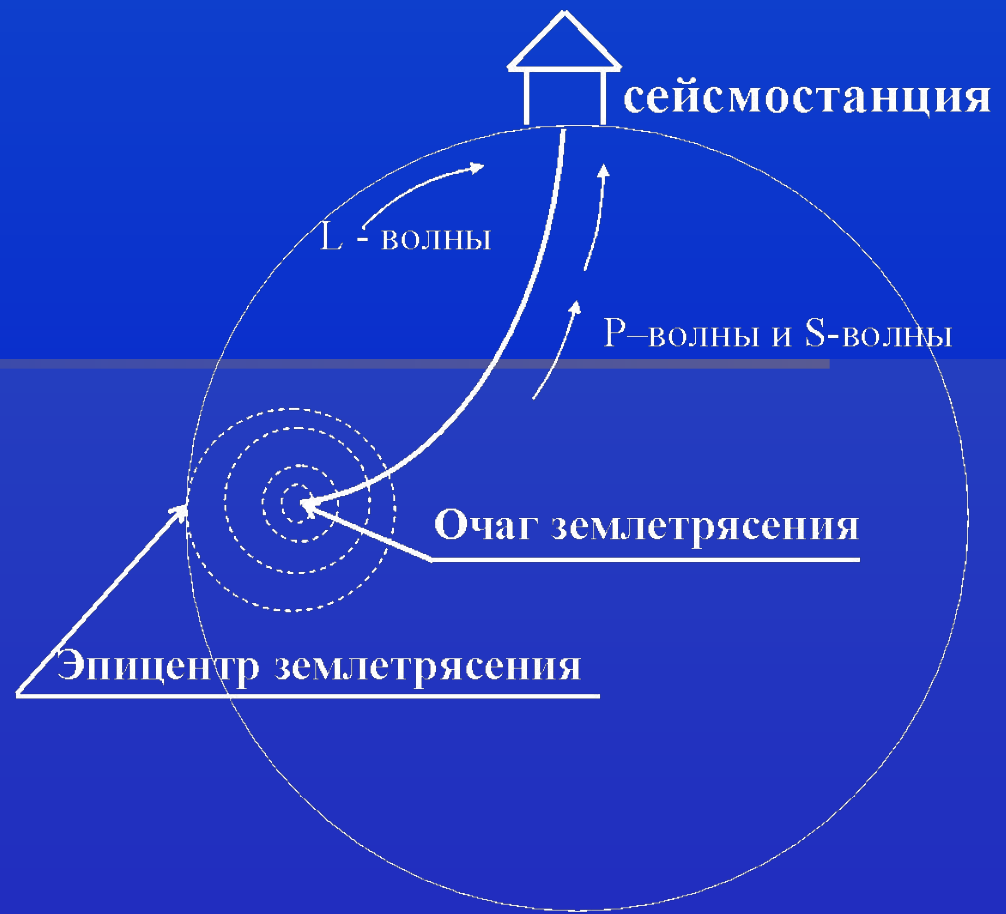 сейсмостанция
L - волны
P–волны и S-волны
Очаг землетрясения
Эпицентр землетрясения